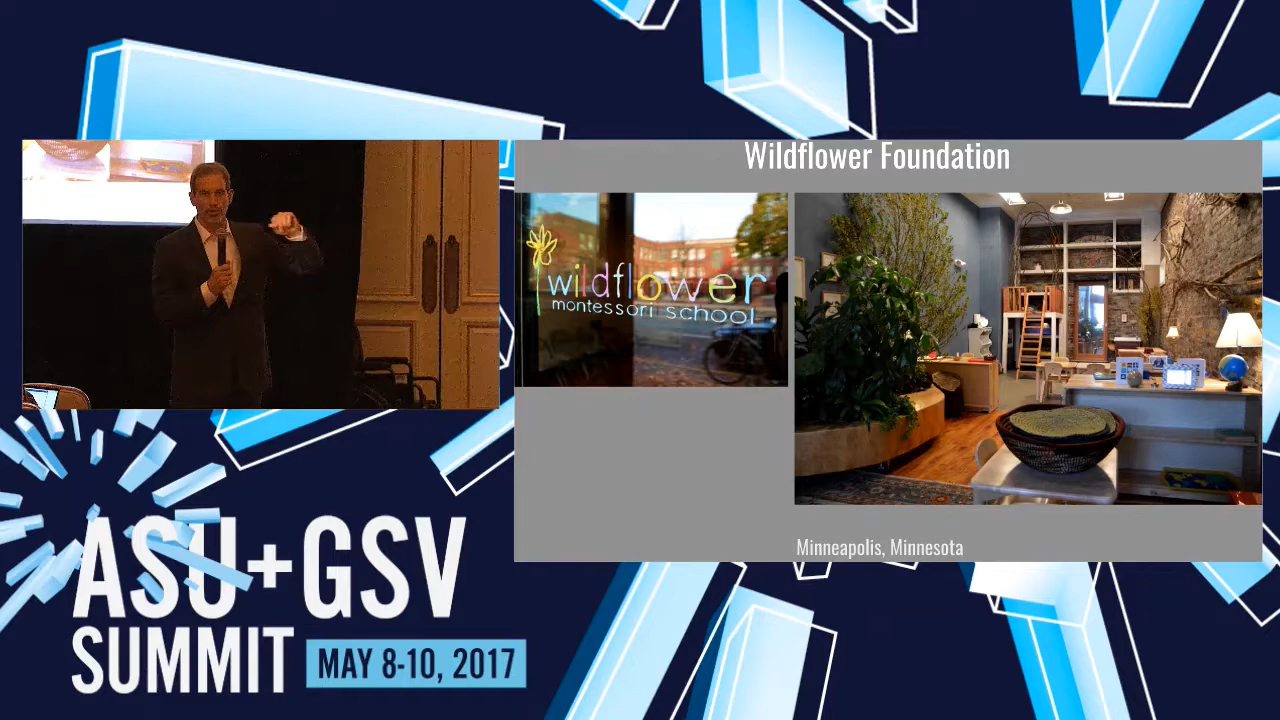 Wildflower Foundation
wildflower
montessori school
Minneapolis, Minnesota
ASU+GSV
SUMMIT
MAY 8-10, 2017